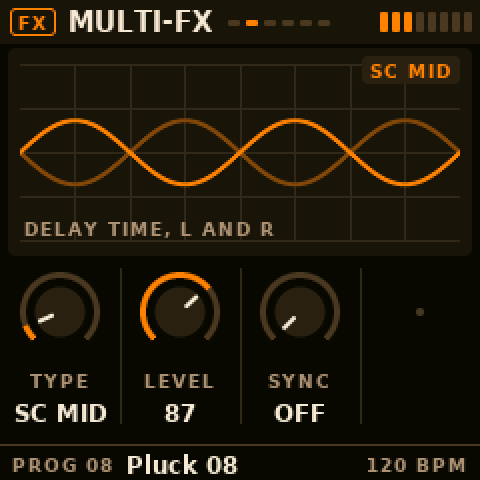 FX MULTI-FX
SC MID
DELAY TIME, L AND R
TYPE LEVEL SYNC
SC MID 87 OFF
PROG 08 Pluck 08 120 BPM